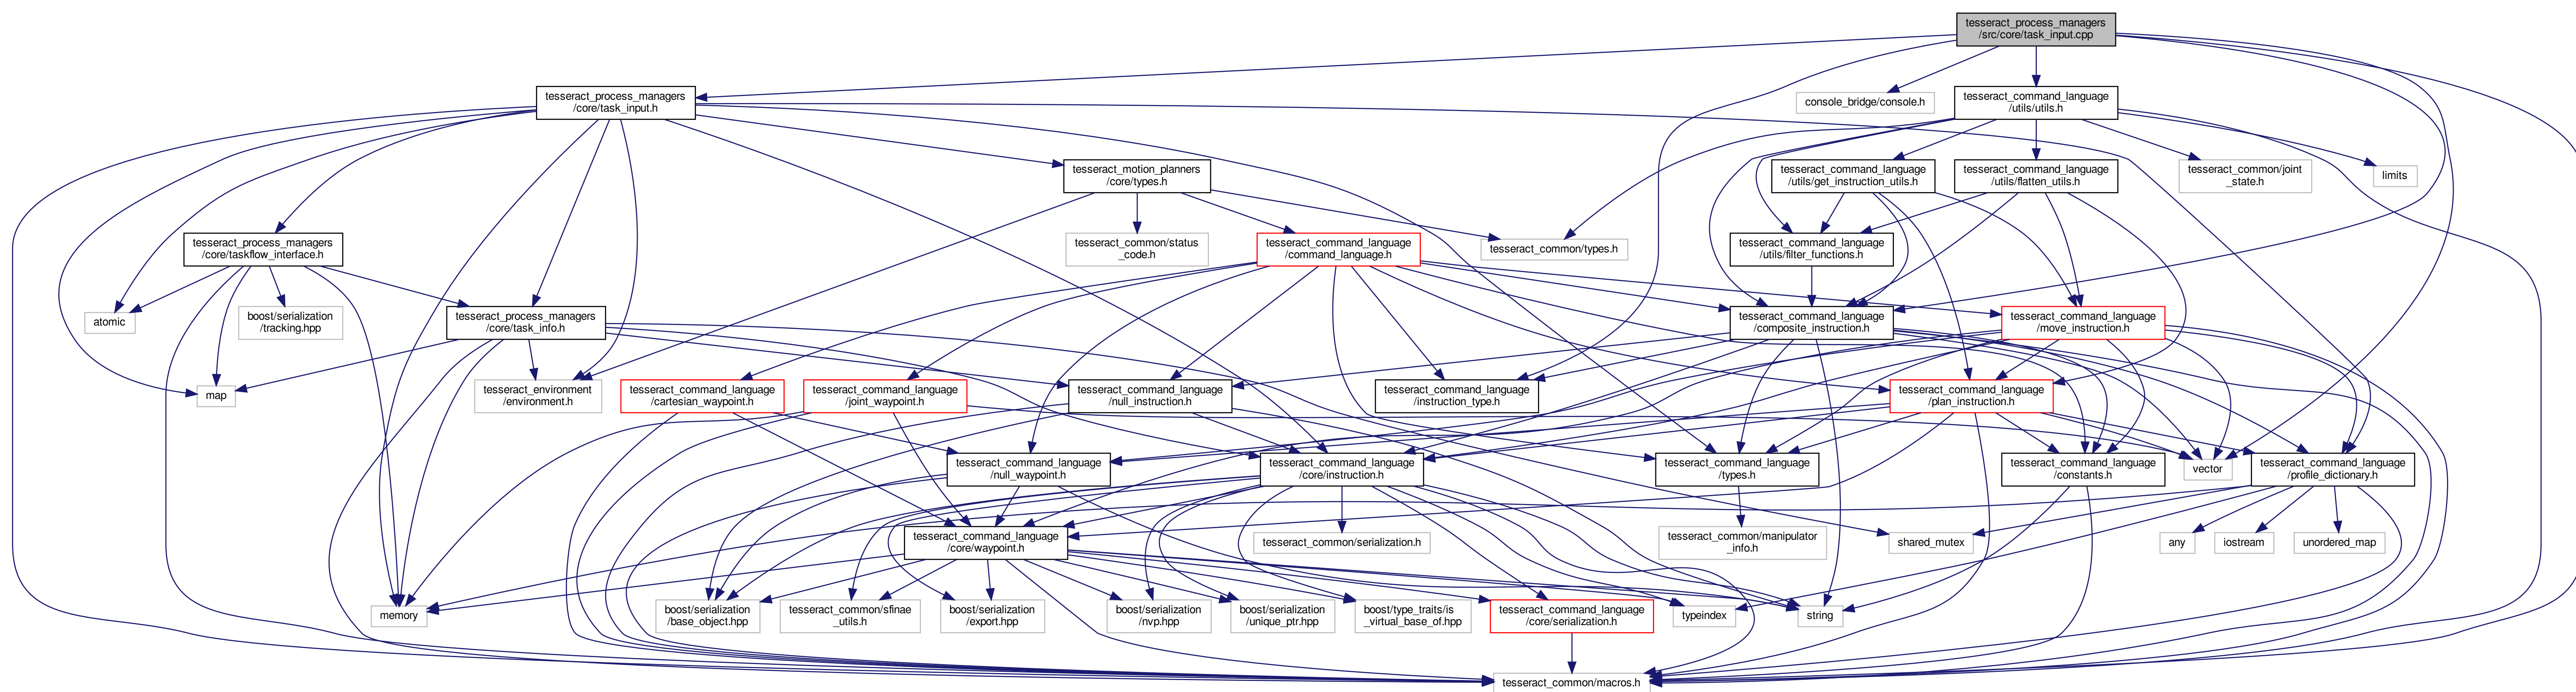 tesseract_process_managers
/src/core/task_input.cpp
tesseract_process_managers
/core/task_input.h
console_bridge/console.h
tesseract_command_language
/utils/utils.h
tesseract_motion_planners
/core/types.h
tesseract_command_language
/utils/get_instruction_utils.h
tesseract_command_language
/utils/flatten_utils.h
tesseract_common/joint
_state.h
limits
tesseract_process_managers
/core/taskflow_interface.h
tesseract_common/status
_code.h
tesseract_command_language
/command_language.h
tesseract_common/types.h
tesseract_command_language
/utils/filter_functions.h
atomic
boost/serialization
/tracking.hpp
tesseract_process_managers
/core/task_info.h
tesseract_command_language
/composite_instruction.h
tesseract_command_language
/move_instruction.h
map
tesseract_environment
/environment.h
tesseract_command_language
/cartesian_waypoint.h
tesseract_command_language
/joint_waypoint.h
tesseract_command_language
/null_instruction.h
tesseract_command_language
/instruction_type.h
tesseract_command_language
/plan_instruction.h
tesseract_command_language
/null_waypoint.h
tesseract_command_language
/core/instruction.h
tesseract_command_language
/types.h
tesseract_command_language
/constants.h
vector
tesseract_command_language
/profile_dictionary.h
tesseract_command_language
/core/waypoint.h
tesseract_common/serialization.h
tesseract_common/manipulator
_info.h
shared_mutex
any
iostream
unordered_map
memory
boost/serialization
/base_object.hpp
tesseract_common/sfinae
_utils.h
boost/serialization
/export.hpp
boost/serialization
/nvp.hpp
boost/serialization
/unique_ptr.hpp
boost/type_traits/is
_virtual_base_of.hpp
tesseract_command_language
/core/serialization.h
typeindex
string
tesseract_common/macros.h